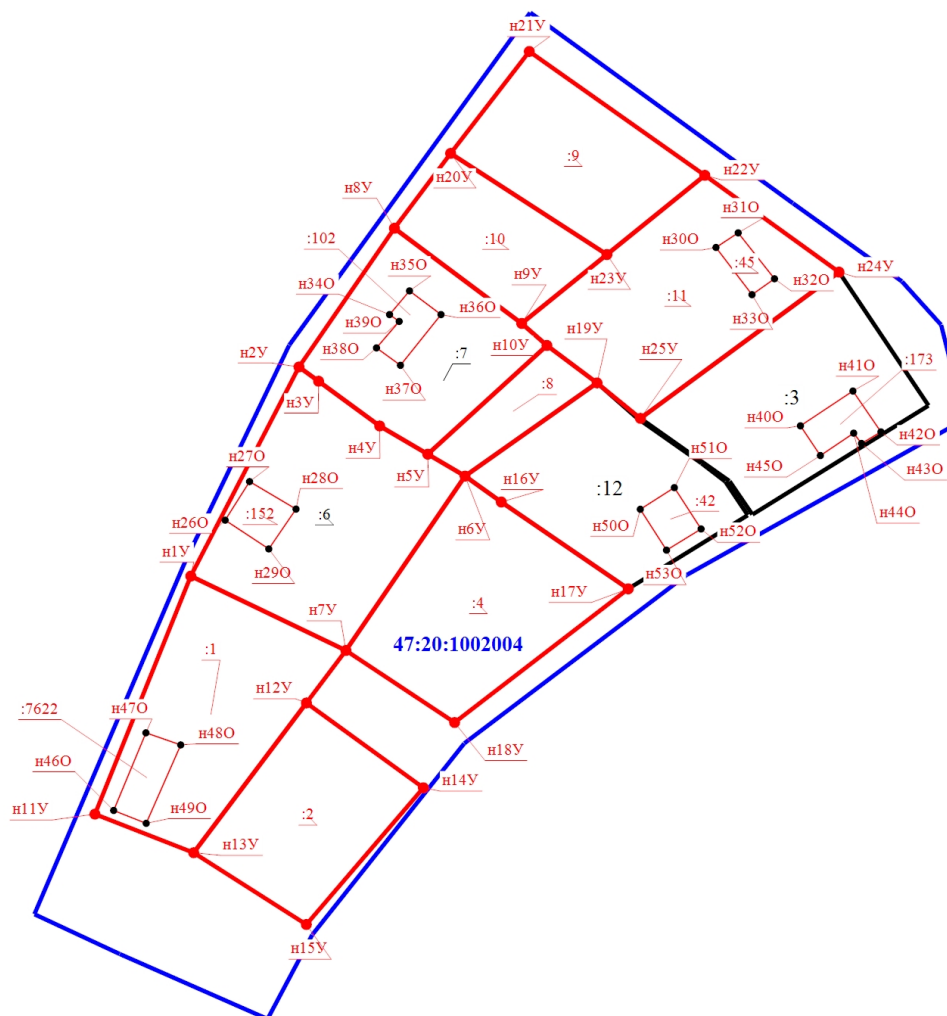 н21У
:9
н22У
н20У
н8У
н31О
:102
:10
н30О
:45
н35О
н24У
н34О
н9У
н23У
:11
н32О
н36О
н39О
н33О
н19У
н38О
н10У
н25У
:7
:173
н2У
н37О
:8
н41О
н3У
:3
н40О
н4У
н42О
н5У
н51О
н45О
н43О
н27О
н16У
:12
н28О
н50О
:42
н44О
н26О
:152
:6
н6У
н52О
н1У
н29О
н53О
н17У
н7У
:4
47:20:1002004
:1
н12У
:7622
н47О
н48О
н18У
н46О
н14У
н11У
н49О
:2
н13У
н15У